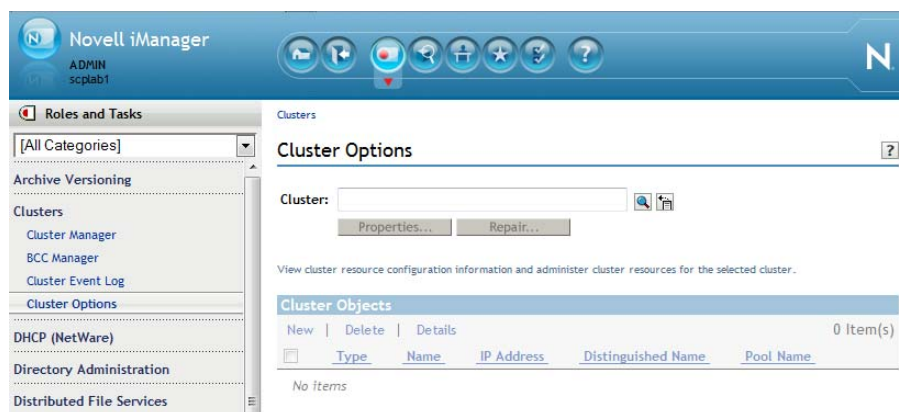 Novell iManager
ADMIN
scplab1
N
Roles and Tasks
[All Categories]
Archive Versioning
Clusters
Cluster Manager
BCC Manager
Cluster Event Log
Cluster Options
DHCP (NetWare)
Directory Administration
Distributed File Services
Clusters
Cluster Options
?
Cluster:
Properties...
Repair...
View cluster resource configuration information and administer cluster resources for the selected cluster.
Cluster Objects
New | Delete | Details 0 Item(s)
Type Name IP Address Distinguished Name Pool Name
No items